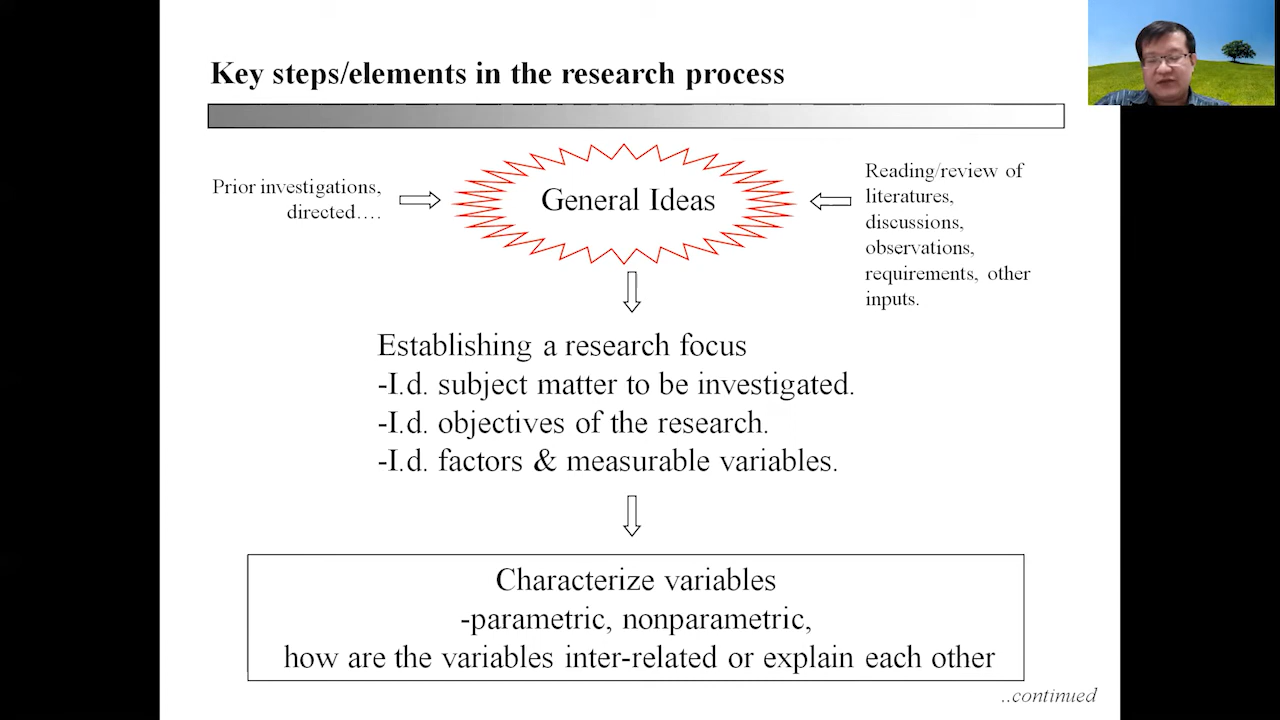 Key steps/elements in the research process
Prior investigations,
directed….
General Ideas
Reading/review of
literatures,
discussions,
observations,
requirements, other
inputs.
Establishing a research focus
-I.d. subject matter to be investigated.
-I.d. objectives of the research.
-I.d. factors & measurable variables.
Characterize variables
-parametric, nonparametric,
how are the variables inter-related or explain each other
..continued